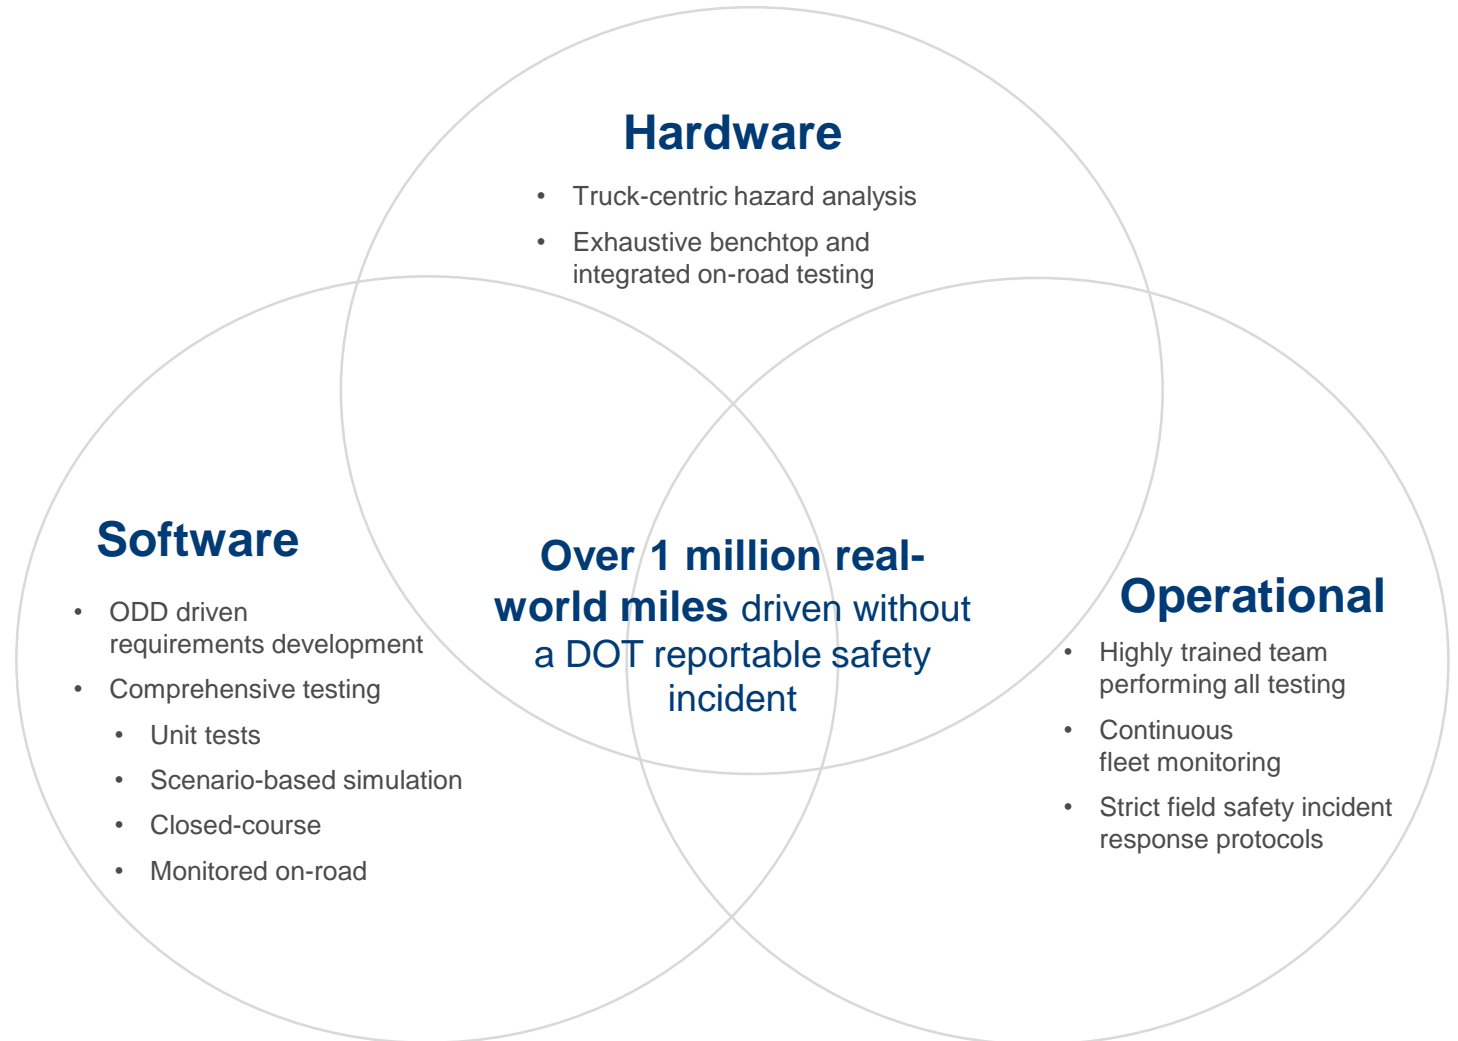 Hardware
• Truck-centric hazard analysis
• Exhaustive benchtop and
integrated on-road testing
Software
• ODD driven
requirements development
• Comprehensive testing
• Unit tests
• Scenario-based simulation
• Closed-course
• Monitored on-road
Over 1 million real-
world miles driven without
a DOT reportable safety
incident
Operational
• Highly trained team
performing all testing
• Continuous
fleet monitoring
• Strict field safety incident
response protocols